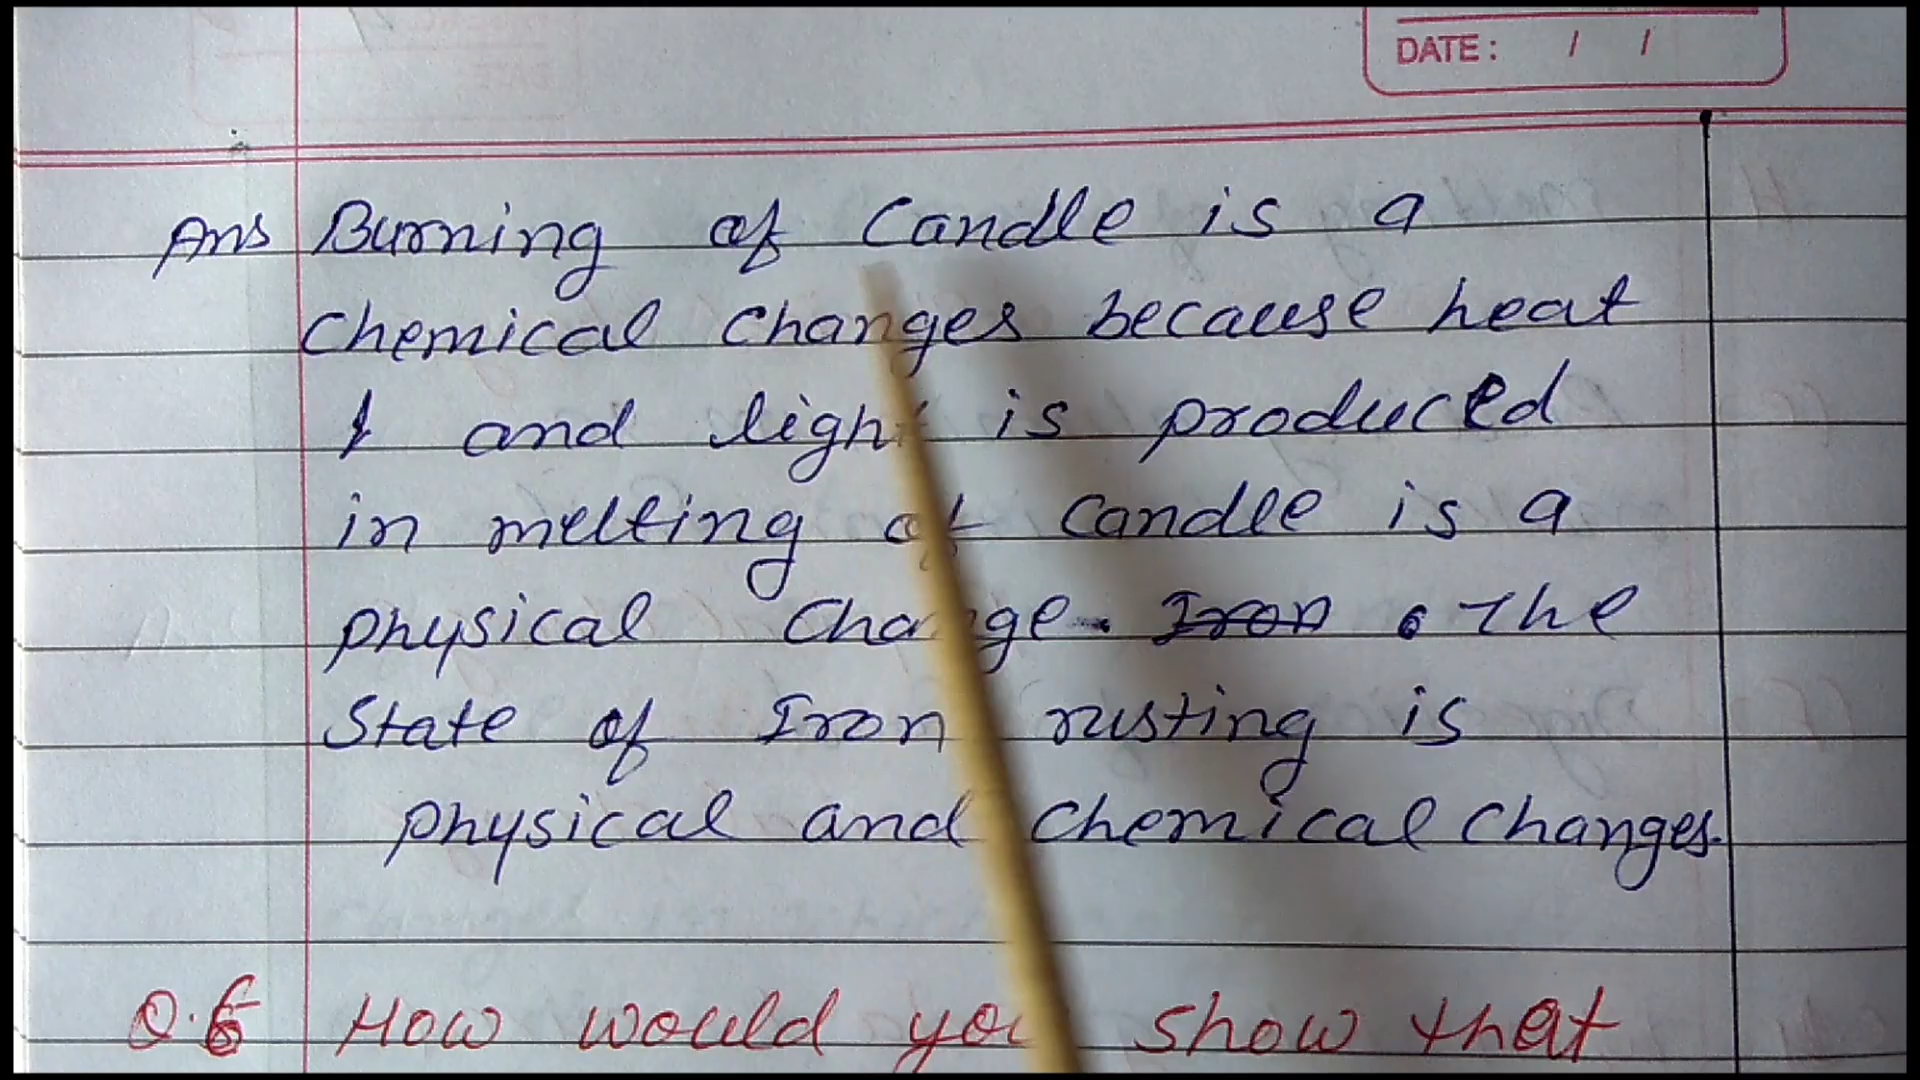 DATE: / /
Ans Burning of Candle is a
Chemical Changes because heat
and light is produced
in melting of Candle is a
physical Change. Iron . The
State of Iron rusting is
physical and Chemical Changes.
Q.6 How would you show that